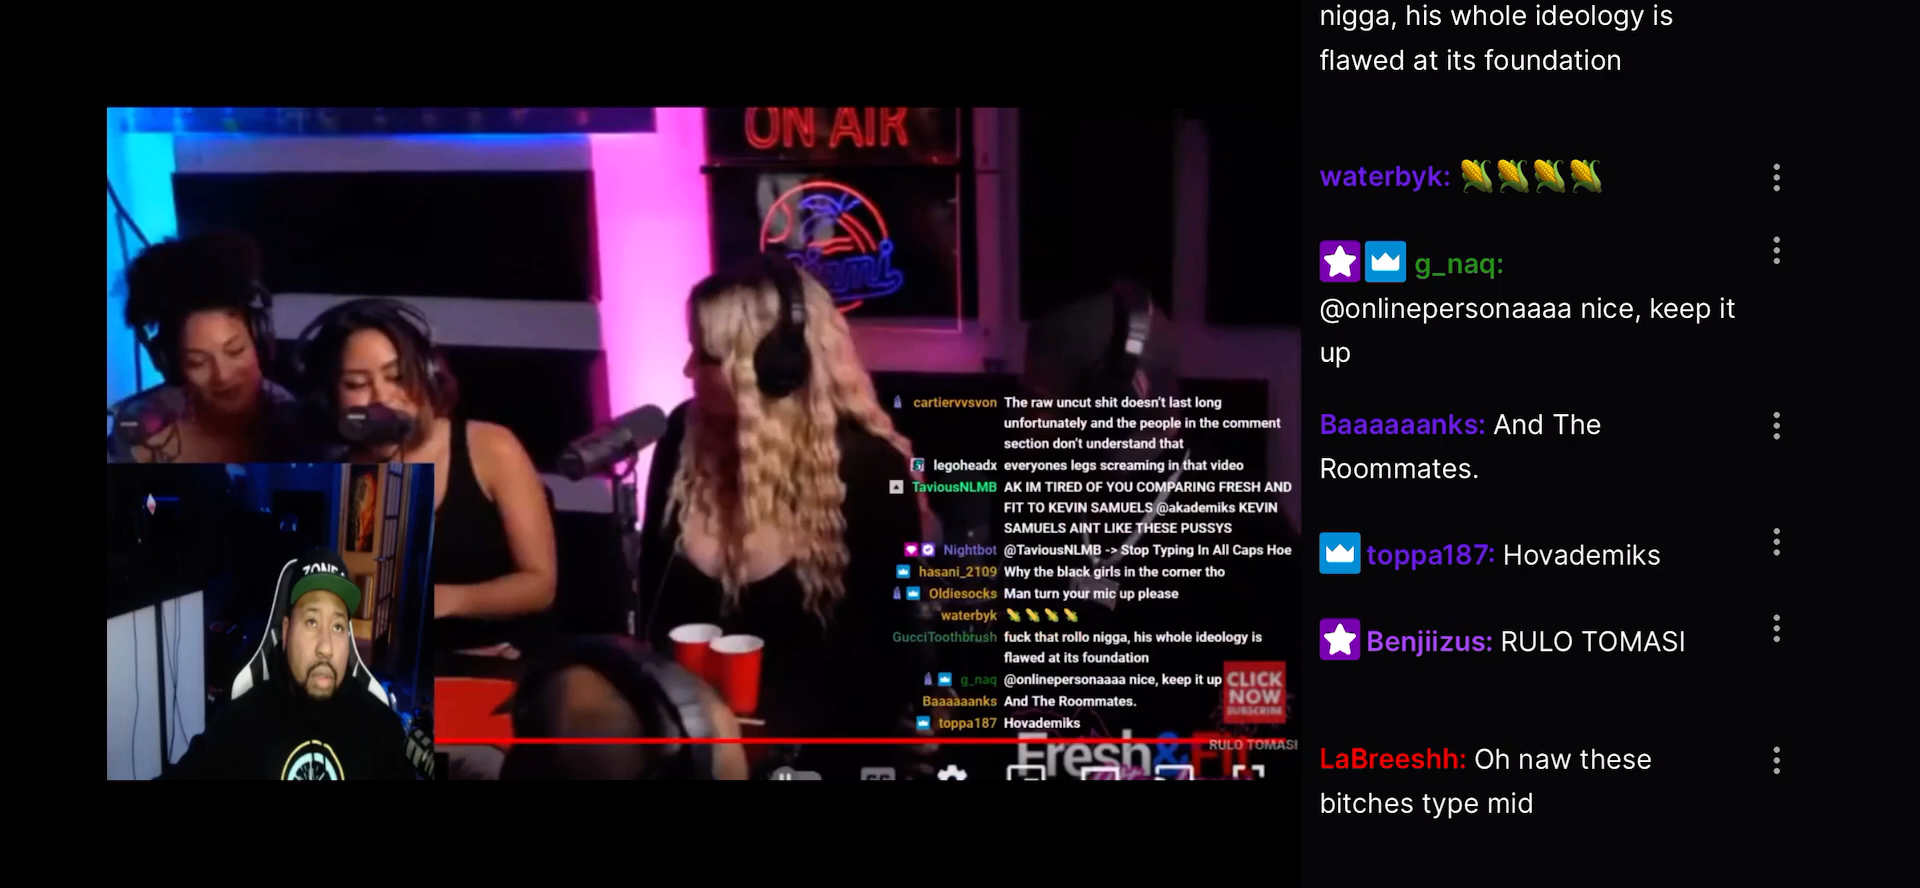 ON AIR
Miami
ZONE
cartiervvsvon The raw uncut shit doesn't last long
unfortunately and the people in the comment
section don't understand that
legoheadx everyones legs screaming in that video
TaviousNLMB AK IM TIRED OF YOU COMPARING FRESH AND
FIT TO KEVIN SAMUELS @akademiks KEVIN
SAMUELS AINT LIKE THESE PUSSYS
Nightbot @TaviousNLMB -> Stop Typing In All Caps Hoe
hasani_2109 Why the black girls in the corner tho
Oldiesocks Man turn your mic up please
waterbyk 🌽🌽🌽🌽
GucciToothbrush fuck that rollo nigga, his whole ideology is
flawed at its foundation
g_naq @onlinepersonaaaa nice, keep it up
Baaaaaanks And The Roommates.
toppa187 Hovademiks
RULO TOMASI
CLICK
NOW
SUBSCRIBE
Fresh&Fit
CC
nigga, his whole ideology is
flawed at its foundation
waterbyk: 🌽🌽🌽🌽
g_naq:
@onlinepersonaaaa nice, keep it
up
Baaaaaanks: And The
Roommates.
toppa187: Hovademiks
Benjiizus: RULO TOMASI
LaBreeshh: Oh naw these
bitches type mid